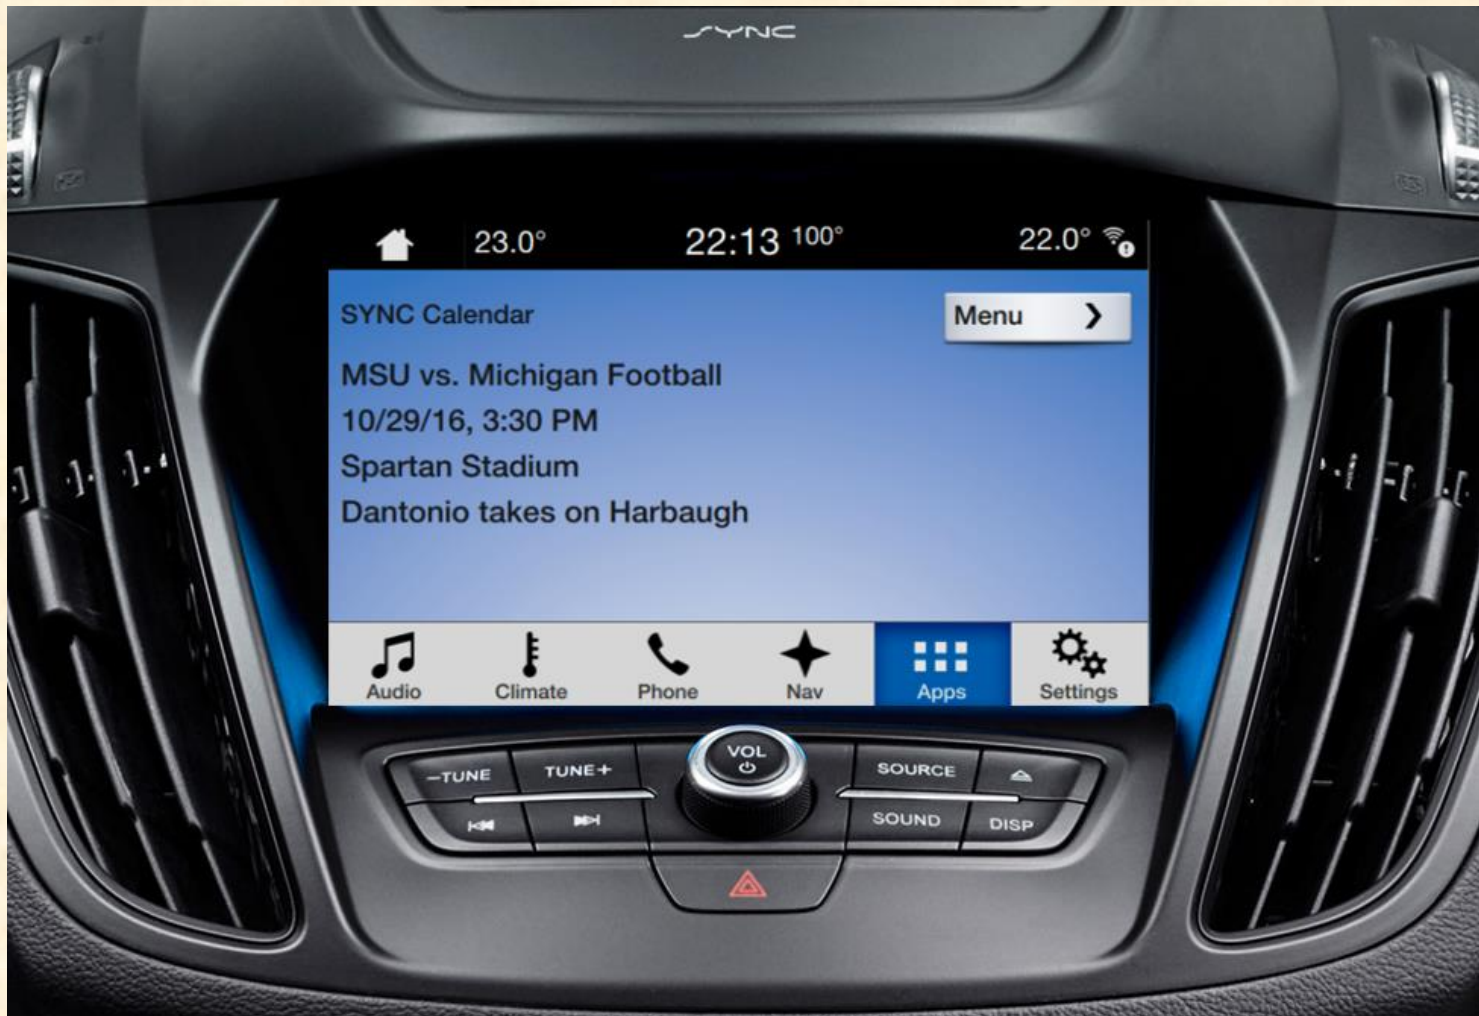 SYNC
23.0° 22:13 100° 22.0°
SYNC Calendar
Menu
MSU vs. Michigan Football
10/29/16, 3:30 PM
Spartan Stadium
Dantonio takes on Harbaugh
Audio Climate Phone Nav Apps Settings
-TUNE TUNE+ VOL SOURCE
SOUND DISP